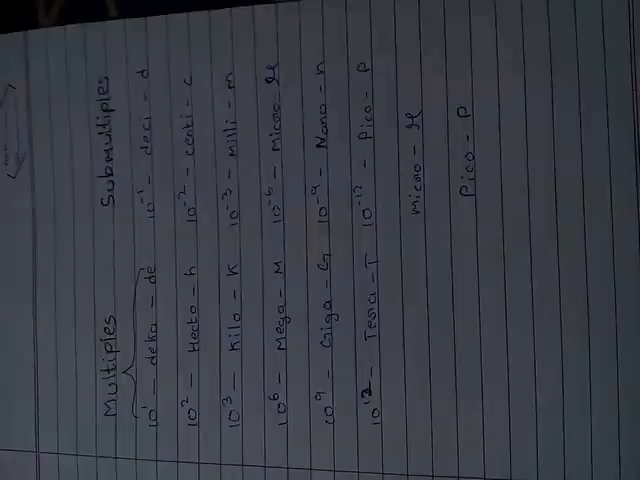 Multiples Submultiples
10¹ - deka - de 10⁻¹ - deci - d
10² - Hecto - h 10⁻² - centi - c
10³ - Kilo - K 10⁻³ - Milli - m
10⁶ - Mega - M 10⁻⁶ - Micro - μ
10⁹ - Giga - G 10⁻⁹ - Nano - n
10¹² - Tera - T 10⁻¹² - Pico - P
micro - μ
Pico - P